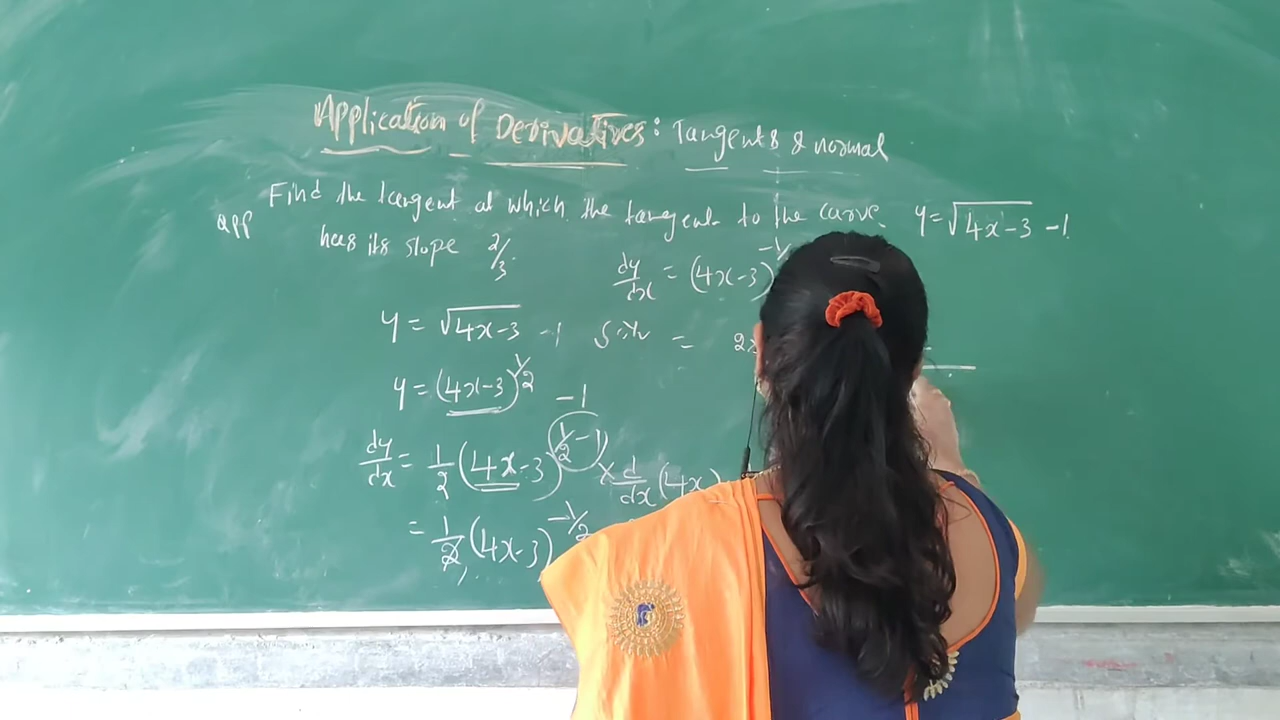 Application of Derivatives: Tangents & normal
app Find the tangent at which the tangent to the curve y=√4x-3 -1
has its slope 2/3.
dy/dx = (4x-3)
y = √4x-3 -1 = 2
y = (4x-3)^1/2 -1
dy/dx = 1/2 (4x-3)^1/2-1 × d/dx (4x)
= 1/2 (4x-3)^-1/2